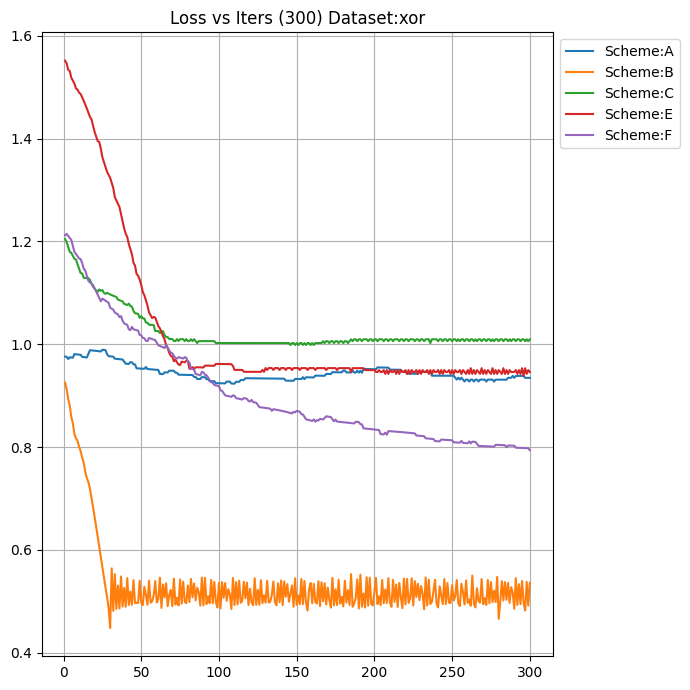 Loss vs Iters (300) Dataset:xor
1.6
1.4
1.2
1.0
0.8
0.6
0.4
0 50 100 150 200 250 300
Scheme:A
Scheme:B
Scheme:C
Scheme:E
Scheme:F